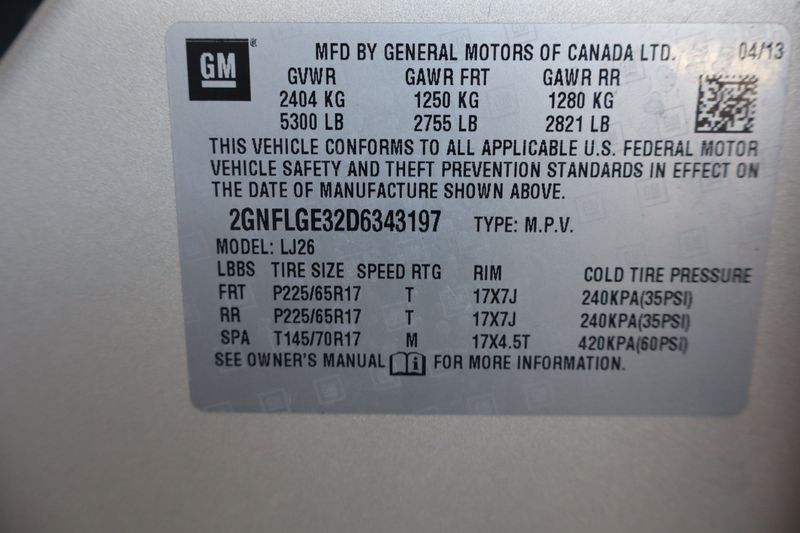 GM ® MFD BY GENERAL MOTORS OF CANADA LTD. 04/13
GVWR GAWR FRT GAWR RR
2404 KG 1250 KG 1280 KG
5300 LB 2755 LB 2821 LB
THIS VEHICLE CONFORMS TO ALL APPLICABLE U.S. FEDERAL MOTOR
VEHICLE SAFETY AND THEFT PREVENTION STANDARDS IN EFFECT ON
THE DATE OF MANUFACTURE SHOWN ABOVE.
2GNFLGE32D6343197 TYPE: M.P.V.
MODEL: LJ26
LBBS TIRE SIZE SPEED RTG RIM COLD TIRE PRESSURE
FRT P225/65R17 T 17X7J 240KPA(35PSI)
RR P225/65R17 T 17X7J 240KPA(35PSI)
SPA T145/70R17 M 17X4.5T 420KPA(60PSI)
SEE OWNER'S MANUAL i FOR MORE INFORMATION.